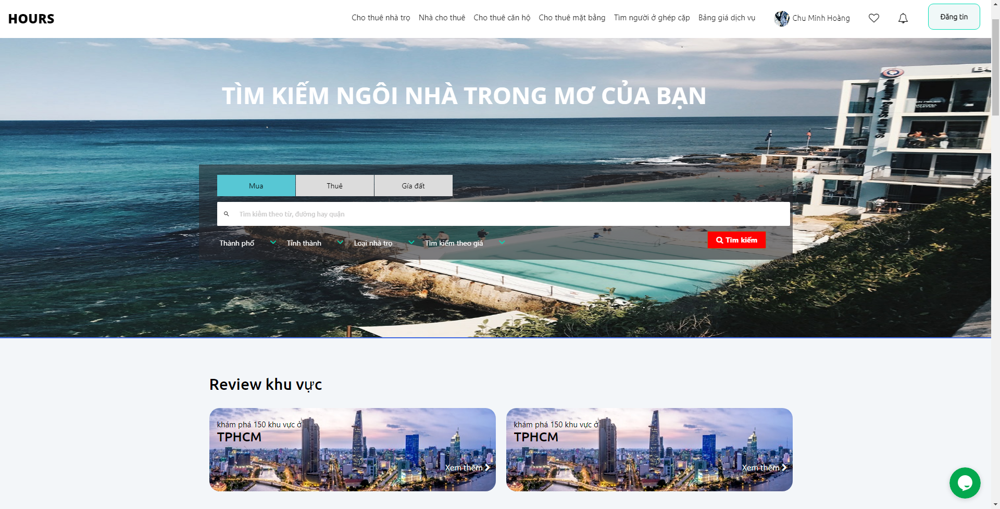 HOURS
Cho thuê nhà trọ Nhà cho thuê Cho thuê căn hộ Cho thuê mặt bằng Tìm người ở ghép cặp Bảng giá dịch vụ Chu Minh Hoàng Đăng tin
TÌM KIẾM NGÔI NHÀ TRONG MƠ CỦA BẠN
Mua Thuê Gía đất
Tìm kiếm theo từ, đường hay quận
Thành phố Tỉnh thành Loại nhà trọ Tìm kiếm theo giá Tìm kiếm
Review khu vực
khám phá 150 khu vực ở
TPHCM
Xem thêm
khám phá 150 khu vực ở
TPHCM
Xem thêm